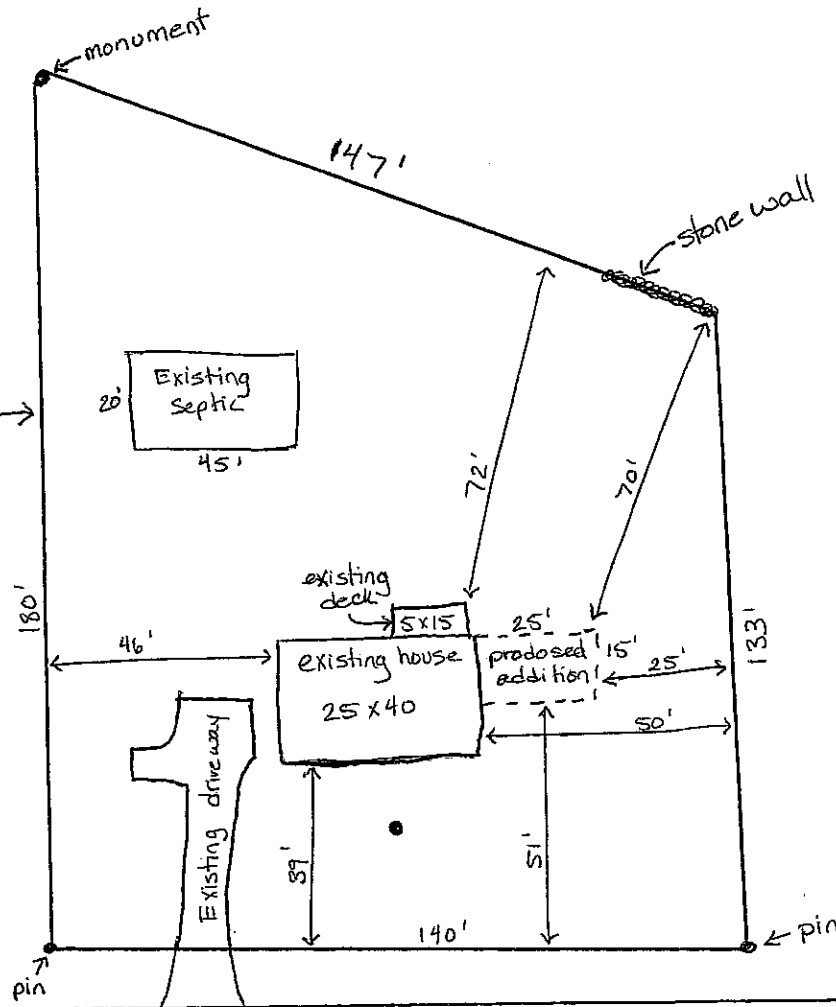 monument
147'
stone wall
Existing
Septic
20'
45'
72'
70'
existing
deck
5x15
25'
180'
46'
existing house
25 x 40
prodosed
addition
15'
25'
133'
50'
Existing driveway
39'
51'
140'
pin
pin